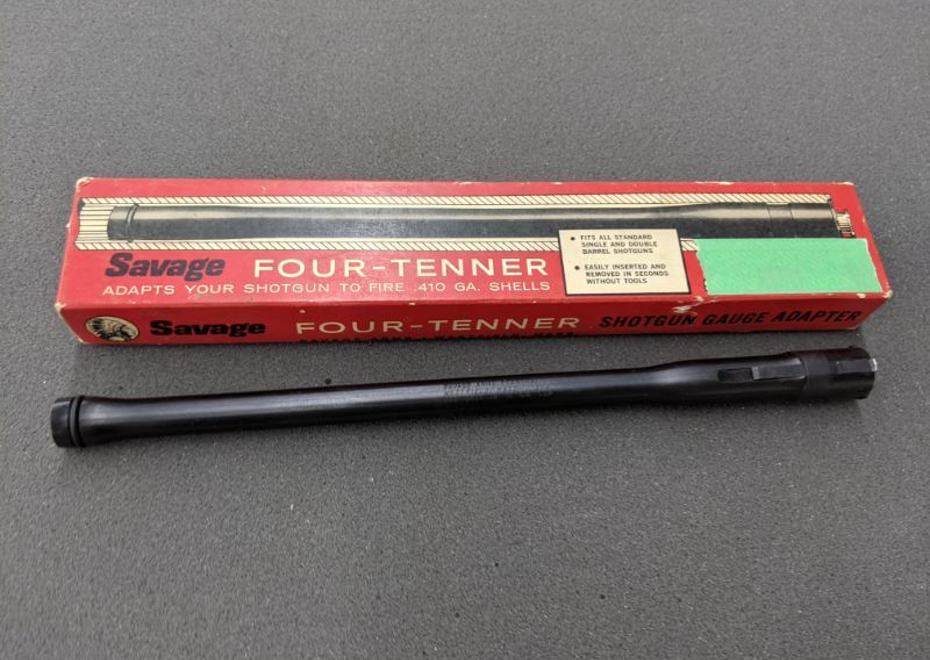 Savage FOUR-TENNER
ADAPTS YOUR SHOTGUN TO FIRE .410 GA. SHELLS
• FITS ALL STANDARD
SINGLE AND DOUBLE
BARREL SHOTGUNS
• EASILY INSERTED AND
REMOVED IN SECONDS
WITHOUT TOOLS
Savage FOUR-TENNER SHOTGUN GAUGE ADAPTER